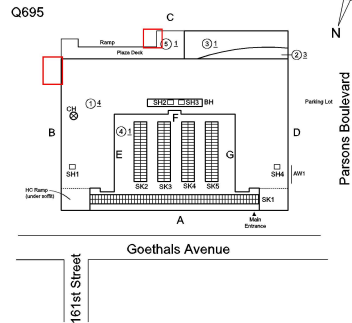 Q695
C
N
Ramp
Plaza Deck
5 1
3 1
2 3
Parking Lot
Parsons Boulevard
1 4
CH
SH2 SH3 BH
F
4 1
B
E
G
D
SH1
SH4
AW1
SK2 SK3 SK4 SK5
HC Ramp
(under soffit)
SK1
A
Main
Entrance
Goethals Avenue
161st Street